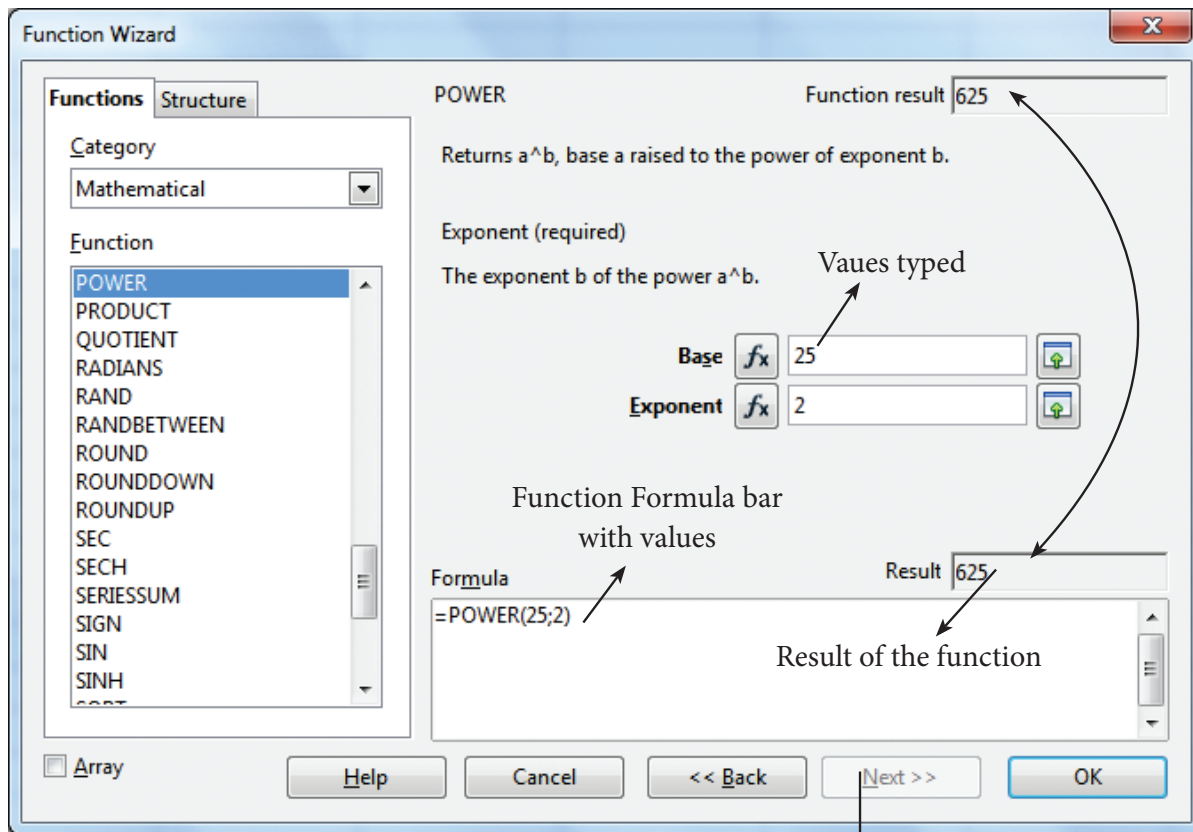 Function Wizard
Functions Structure
Category
Mathematical
Function
POWER
PRODUCT
QUOTIENT
RADIANS
RAND
RANDBETWEEN
ROUND
ROUNDDOWN
ROUNDUP
SEC
SECH
SERIESSUM
SIGN
SIN
SINH
POWER
Function result 625
Returns a^b, base a raised to the power of exponent b.
Exponent (required)
The exponent b of the power a^b.
Vaues typed
Base fx 25
Exponent fx 2
Function Formula bar
with values
Formula
Result 625
=POWER(25;2)
Result of the function
Array
Help
Cancel
<< Back
Next >>
OK